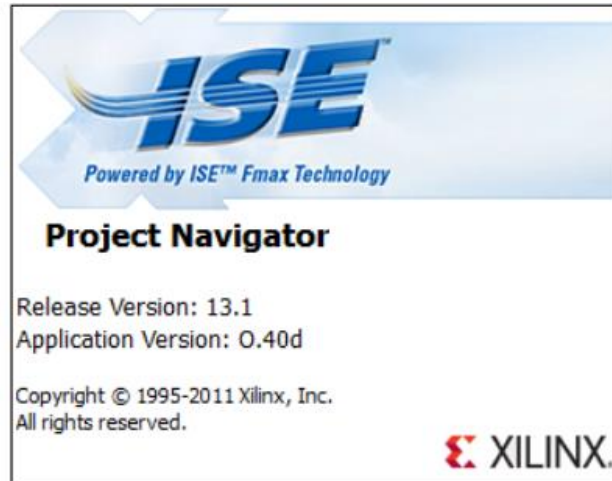 ISE
Powered by ISE™ Fmax Technology
Project Navigator
Release Version: 13.1
Application Version: O.40d
Copyright © 1995-2011 Xilinx, Inc.
All rights reserved.
XILINX.